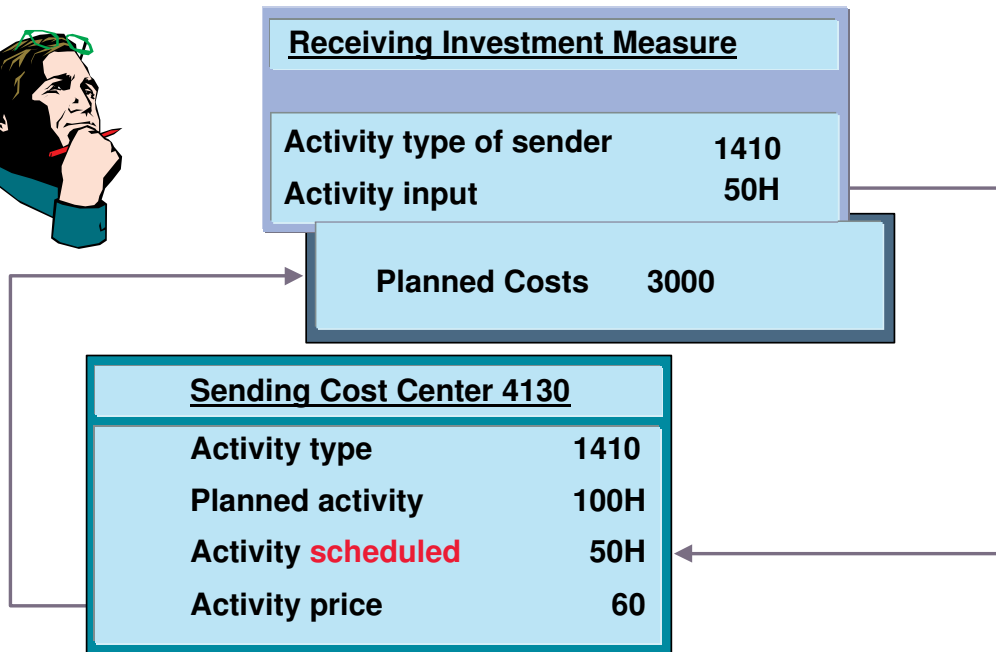 Receiving Investment Measure
Activity type of sender 1410
Activity input 50H
Planned Costs 3000
Sending Cost Center 4130
Activity type 1410
Planned activity 100H
Activity scheduled 50H
Activity price 60